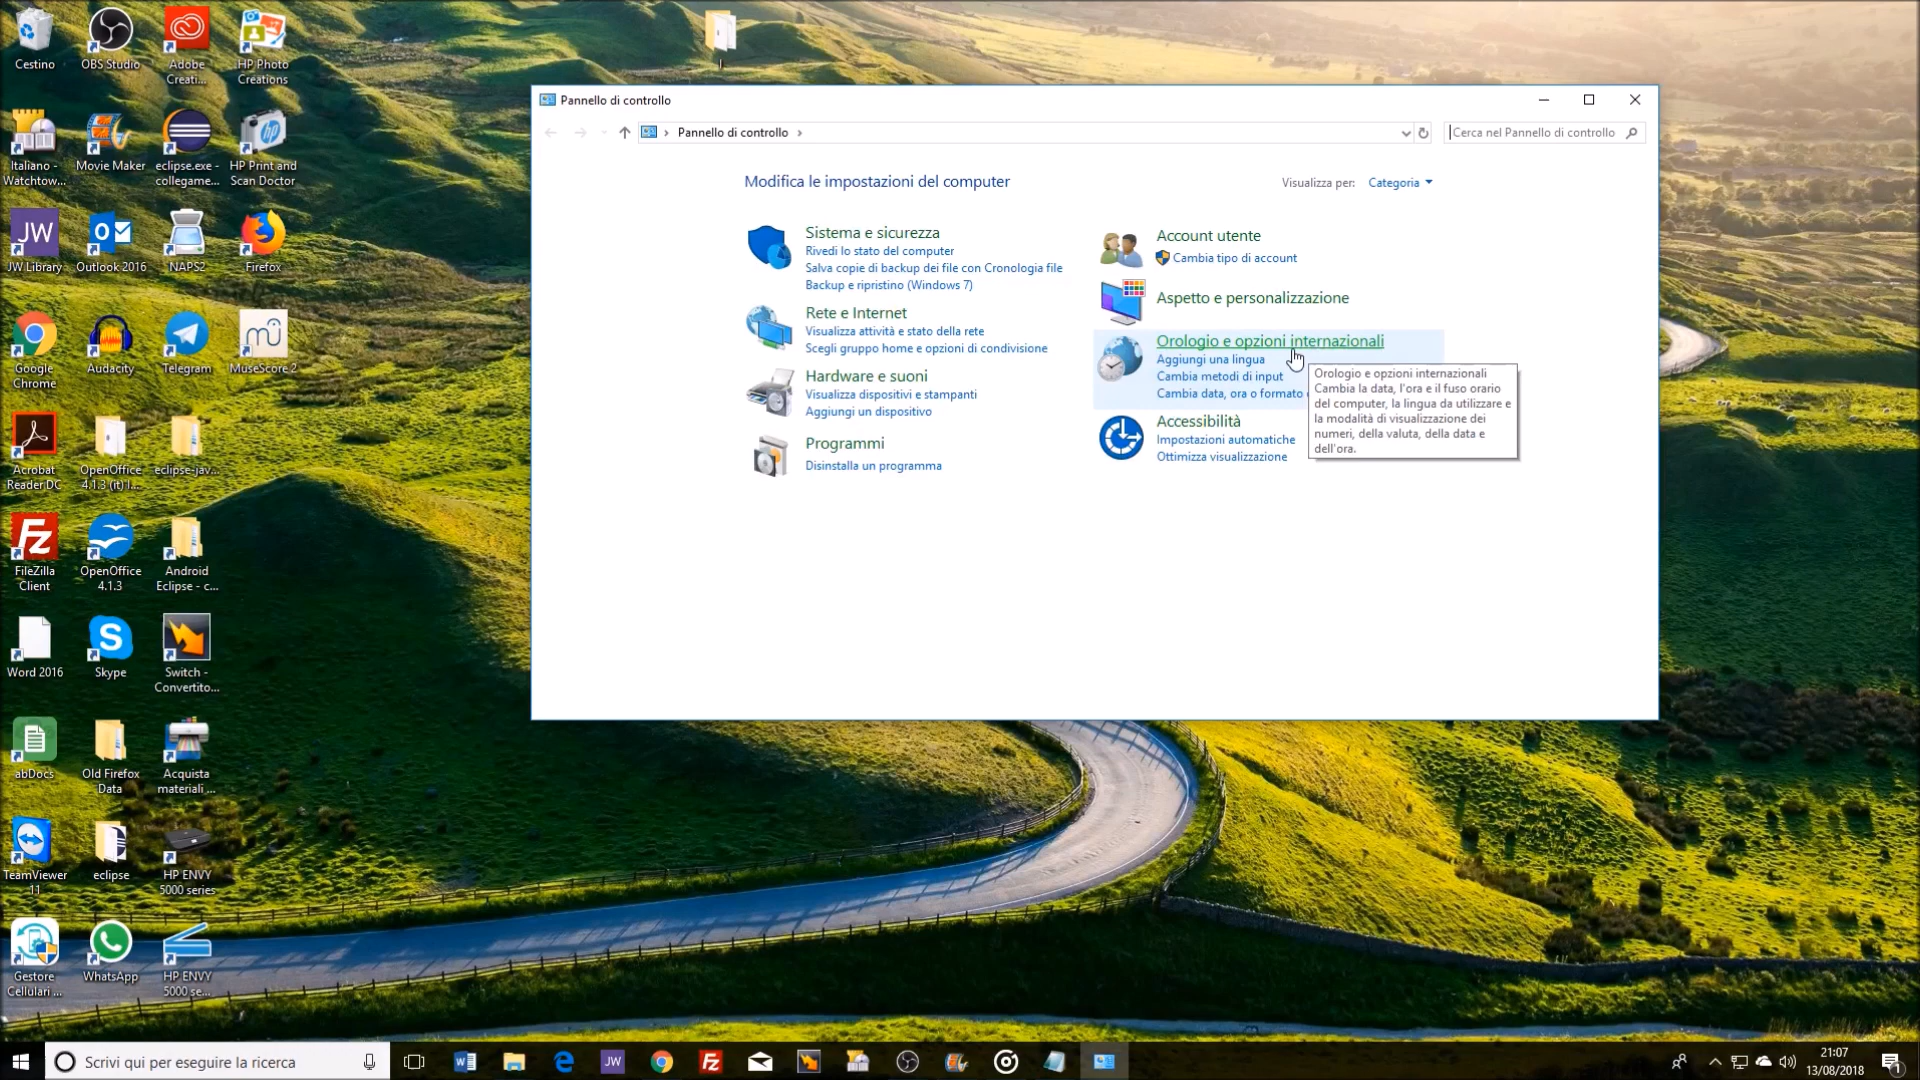 Cestino
OBS Studio
Adobe
Creati...
HP Photo
Creations
Italiano -
Watchtow...
Movie Maker
eclipse.exe -
collegame...
HP Print and
Scan Doctor
JW
JW Library
Outlook 2016
NAPS2
Firefox
Google
Chrome
Audacity
Telegram
MuseScore 2
Acrobat
Reader DC
OpenOffice
4.1.3 (it) I...
eclipse-jav...
FileZilla
Client
OpenOffice
4.1.3
Android
Eclipse - c...
Word 2016
Skype
Switch -
Convertito...
abDocs
Old Firefox
Data
Acquista
materiali ...
TeamViewer
11
eclipse
HP ENVY
5000 series
Gestore
Cellulari ...
WhatsApp
HP ENVY
5000 se...
Pannello di controllo
Pannello di controllo
Cerca nel Pannello di controllo
Modifica le impostazioni del computer
Visualizza per: Categoria
Sistema e sicurezza
Rivedi lo stato del computer
Salva copie di backup dei file con Cronologia file
Backup e ripristino (Windows 7)
Rete e Internet
Visualizza attività e stato della rete
Scegli gruppo home e opzioni di condivisione
Hardware e suoni
Visualizza dispositivi e stampanti
Aggiungi un dispositivo
Programmi
Disinstalla un programma
Account utente
Cambia tipo di account
Aspetto e personalizzazione
Orologio e opzioni internazionali
Aggiungi una lingua
Cambia metodi di input
Cambia data, ora o formato
Accessibilità
Impostazioni automatiche
Ottimizza visualizzazione
Orologio e opzioni internazionali
Cambia la data, l'ora e il fuso orario
del computer, la lingua da utilizzare e
la modalità di visualizzazione dei
numeri, della valuta, della data e
dell'ora.
Scrivi qui per eseguire la ricerca
JW
21:07
13/08/2018
1